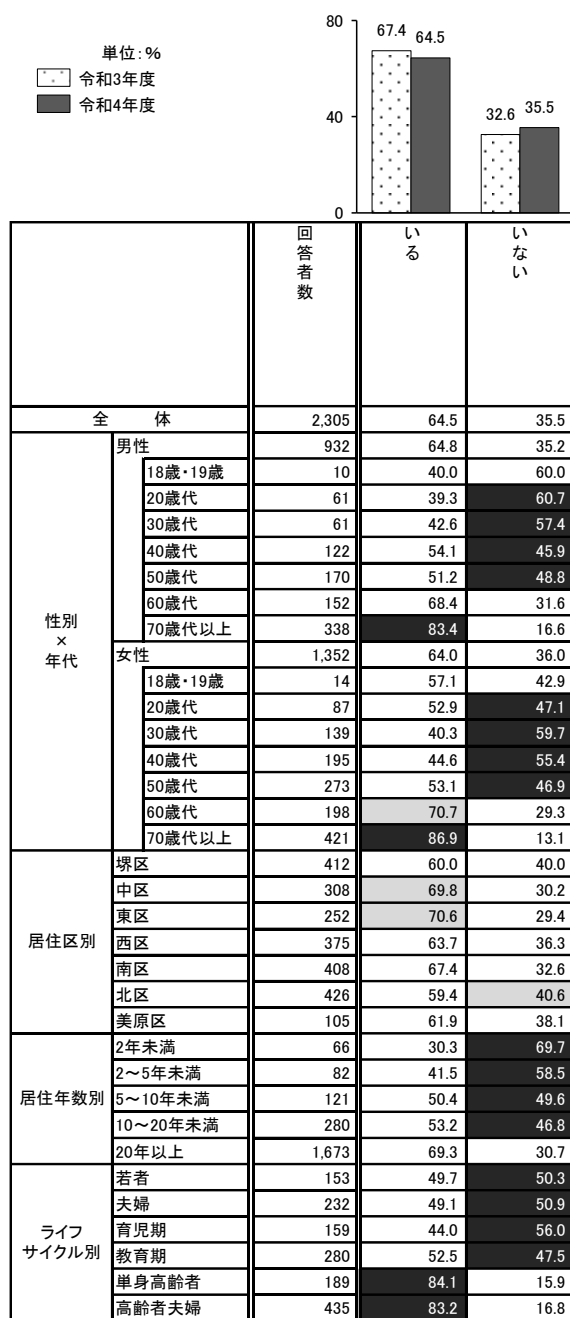 単位:%
令和3年度
令和4年度
80
40
0
67.4 64.5
32.6 35.5
回答者数 いる いない
全 体 2,305 64.5 35.5
性別×年代
男性 932 64.8 35.2
18歳・19歳 10 40.0 60.0
20歳代 61 39.3 60.7
30歳代 61 42.6 57.4
40歳代 122 54.1 45.9
50歳代 170 51.2 48.8
60歳代 152 68.4 31.6
70歳代以上 338 83.4 16.6
女性 1,352 64.0 36.0
18歳・19歳 14 57.1 42.9
20歳代 87 52.9 47.1
30歳代 139 40.3 59.7
40歳代 195 44.6 55.4
50歳代 273 53.1 46.9
60歳代 198 70.7 29.3
70歳代以上 421 86.9 13.1
居住区別
堺区 412 60.0 40.0
中区 308 69.8 30.2
東区 252 70.6 29.4
西区 375 63.7 36.3
南区 408 67.4 32.6
北区 426 59.4 40.6
美原区 105 61.9 38.1
居住年数別
2年未満 66 30.3 69.7
2～5年未満 82 41.5 58.5
5～10年未満 121 50.4 49.6
10～20年未満 280 53.2 46.8
20年以上 1,673 69.3 30.7
ライフサイクル別
若者 153 49.7 50.3
夫婦 232 49.1 50.9
育児期 159 44.0 56.0
教育期 280 52.5 47.5
単身高齢者 189 84.1 15.9
高齢者夫婦 435 83.2 16.8